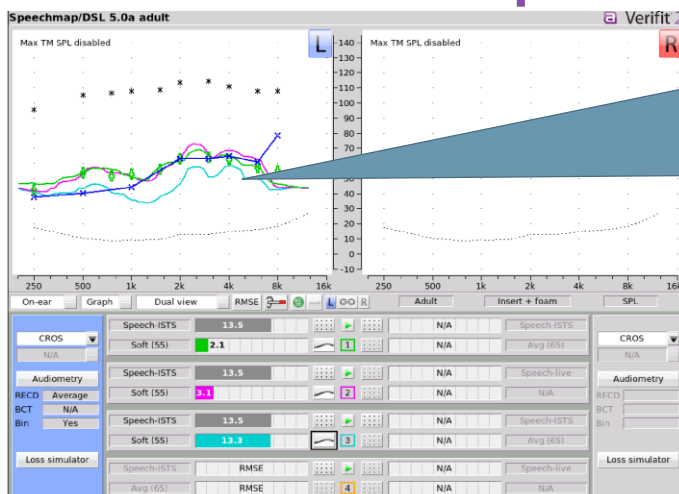 Speechmap/DSL 5.0a adult
Verifit 2
Max TM SPL disabled
L
140
Max TM SPL disabled
R
130
120
110
100
90
80
70
60
40
30
20
10
0
-10
250 500 1k 2k 4k 8k 16k
250 500 1k 2k 4k 8k 16k
On-ear Graph Dual view RMSE L R Adult Insert + foam SPL
CROS
N/A
Audiometry
RECD Average
BCT N/A
Bin Yes
Loss simulator
Speech-ISTS 13.5 N/A Speech-ISTS
Soft (55) 2.1 1 N/A Avg (65)
Speech-ISTS 13.5 N/A Speech-live
Soft (55) 3.1 2 N/A N/A
Speech-ISTS 13.5 N/A Speech-ISTS
Soft (55) 13.3 3 N/A Avg (65)
Speech-ISTS RMSE N/A Speech-live
Avg (65) RMSE 4 N/A N/A
CROS
N/A
Audiometry
RECD
BCT
Bin
Loss simulator